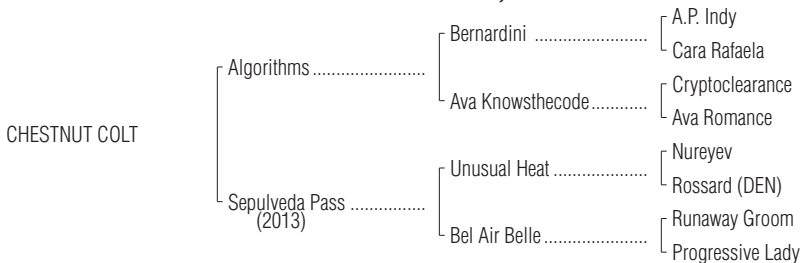 A.P. Indy
Bernardini ........................
Cara Rafaela
Algorithms ........................
Cryptoclearance
Ava Knowsthecode............
Ava Romance
CHESTNUT COLT
Nureyev
Unusual Heat ....................
Rossard (DEN)
Sepulveda Pass ................
(2013)
Runaway Groom
Bel Air Belle......................
Progressive Lady